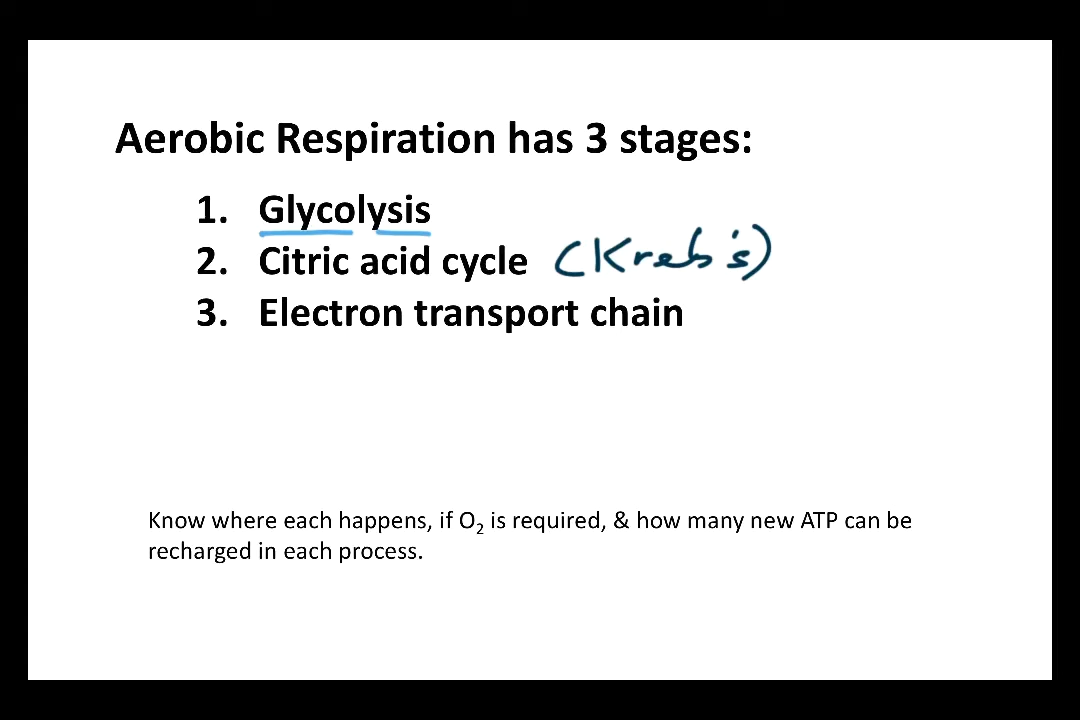 Aerobic Respiration has 3 stages:
1. Glycolysis
2. Citric acid cycle (Kreb's)
3. Electron transport chain
Know where each happens, if O₂ is required, & how many new ATP can be
recharged in each process.